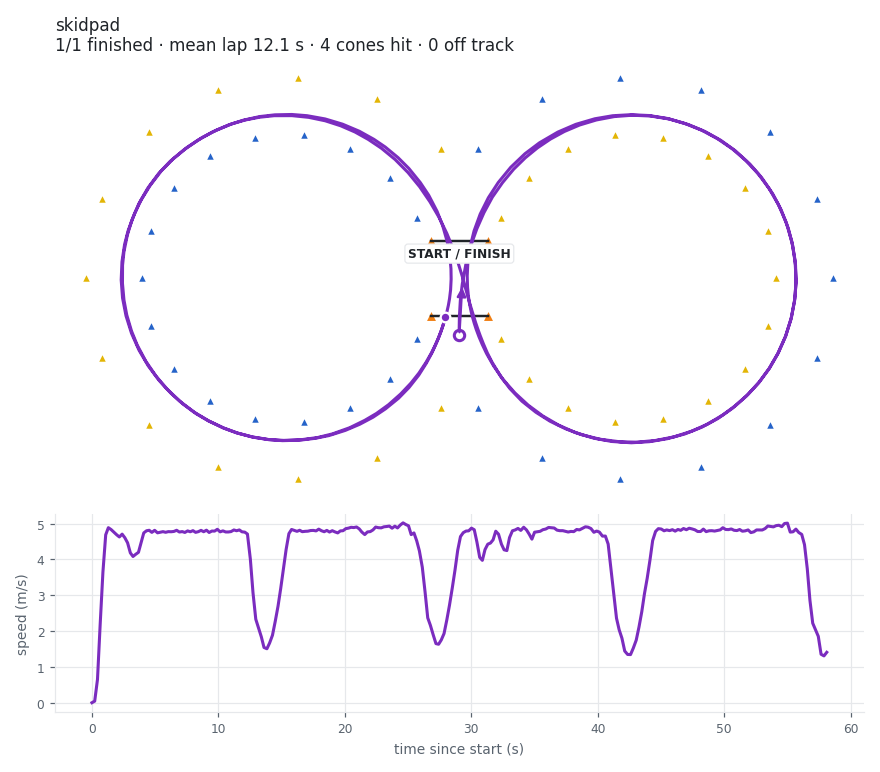 skidpad
1/1 finished · mean lap 12.1 s · 4 cones hit · 0 off track
START / FINISH
5
4
3
2
1
0
speed (m/s)
0 10 20 30 40 50 60
time since start (s)